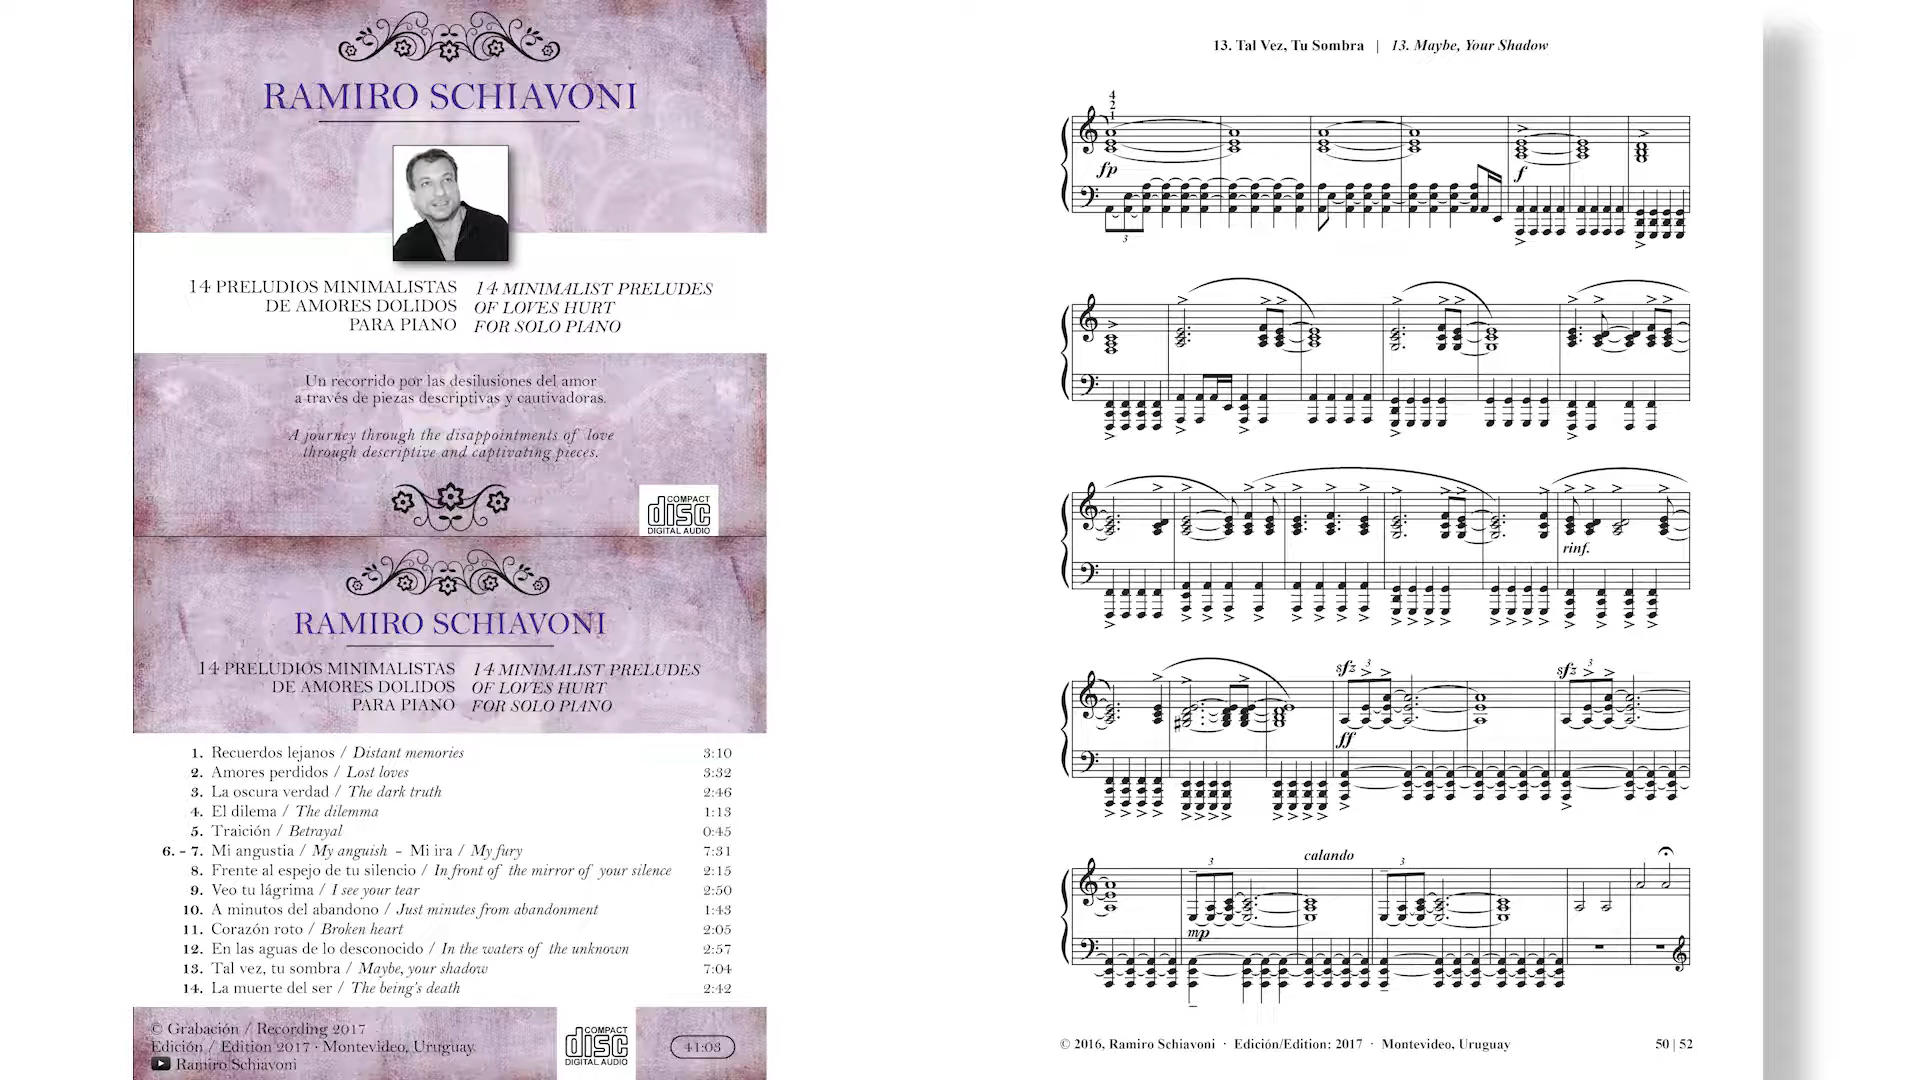 RAMIRO SCHIAVONI
14 PRELUDIOS MINIMALISTAS
DE AMORES DOLIDOS
PARA PIANO
14 MINIMALIST PRELUDES
OF LOVES HURT
FOR SOLO PIANO
Un recorrido por las desilusiones del amor
a través de piezas descriptivas y cautivadoras.
A journey through the disappointments of love
through descriptive and captivating pieces.
COMPACT
disc
DIGITAL AUDIO
RAMIRO SCHIAVONI
14 PRELUDIOS MINIMALISTAS
DE AMORES DOLIDOS
PARA PIANO
14 MINIMALIST PRELUDES
OF LOVES HURT
FOR SOLO PIANO
1. Recuerdos lejanos / Distant memories 3:10
2. Amores perdidos / Lost loves 3:32
3. La oscura verdad / The dark truth 2:46
4. El dilema / The dilemma 1:13
5. Traición / Betrayal 0:45
6. - 7. Mi angustia / My anguish - Mi ira / My fury 7:31
8. Frente al espejo de tu silencio / In front of the mirror of your silence 2:15
9. Veo tu lágrima / I see your tear 2:50
10. A minutos del abandono / Just minutes from abandonment 1:43
11. Corazón roto / Broken heart 2:05
12. En las aguas de lo desconocido / In the waters of the unknown 2:57
13. Tal vez, tu sombra / Maybe, your shadow 7:04
14. La muerte del ser / The being's death 2:42
© Grabación / Recording 2017
Edición / Edition 2017 · Montevideo, Uruguay
Ramiro Schiavoni
COMPACT
disc
DIGITAL AUDIO
41:03
13. Tal Vez, Tu Sombra | 13. Maybe, Your Shadow
4
2
1
fp
f
3
rinf.
sfz 3
sfz 3
ff
3
calando
3
mp
© 2016, Ramiro Schiavoni · Edición/Edition: 2017 · Montevideo, Uruguay
50 | 52